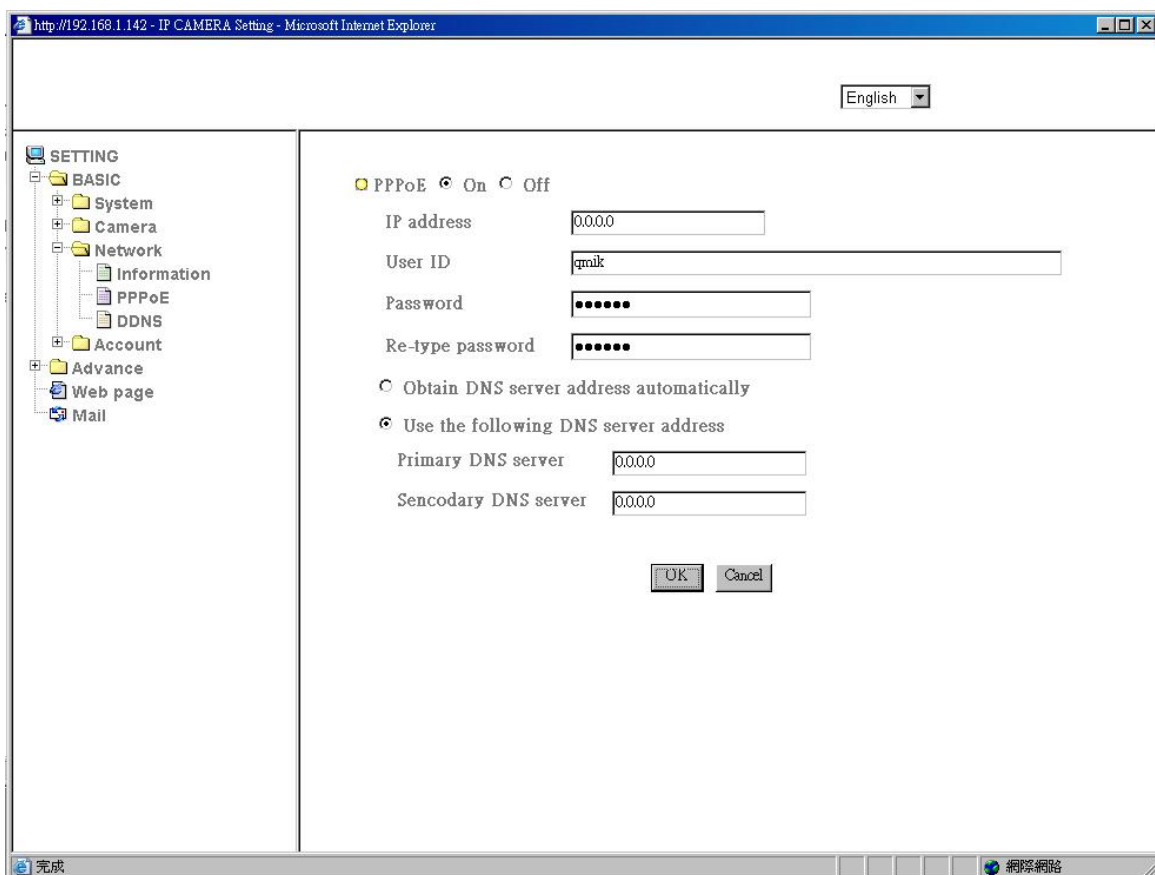 http://192.168.1.142 - IP CAMERA Setting - Microsoft Internet Explorer
English
SETTING
BASIC
System
Camera
Network
Information
PPPoE
DDNS
Account
Advance
Web page
Mail
PPPoE On Off
IP address 0.0.0.0
User ID qmik
Password ●●●●●●
Re-type password ●●●●●●
Obtain DNS server address automatically
Use the following DNS server address
Primary DNS server 0.0.0.0
Sencodary DNS server 0.0.0.0
OK Cancel
完成 網際網路